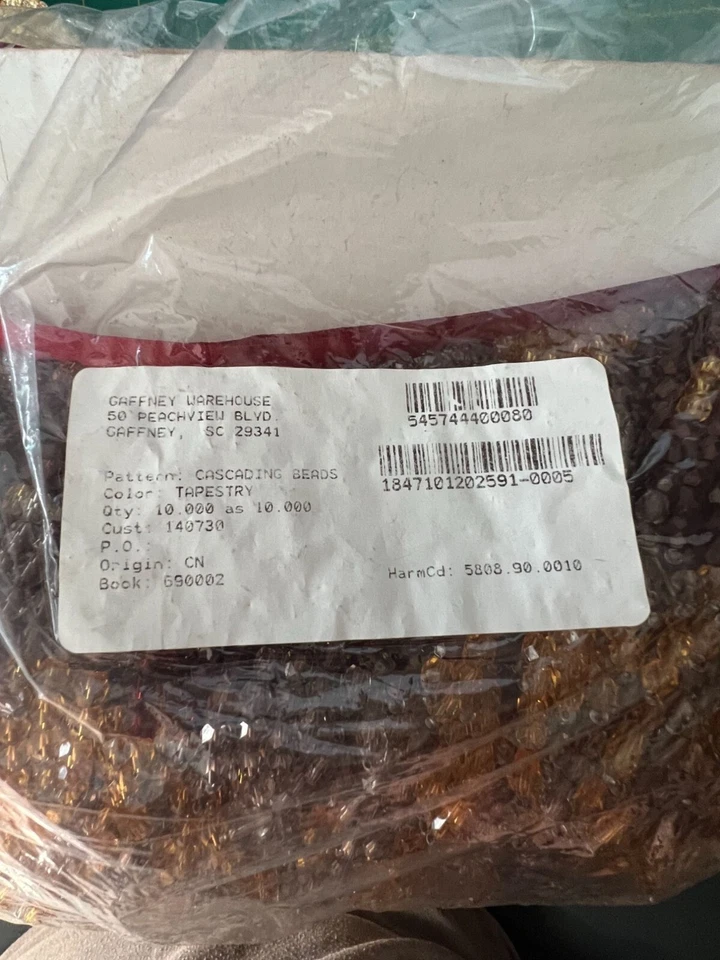 GAFFNEY WAREHOUSE
50 PEACHVIEW BLVD.
GAFFNEY, SC 29341
545744400080
1847101202591-0005
Pattern: CASCADING BEADS
Color: TAPESTRY
Qty: 10.000 as 10.000
Cust: 140730
P.O.:
Origin: CN
Book: 690002
HarmCd: 5808.90.0010